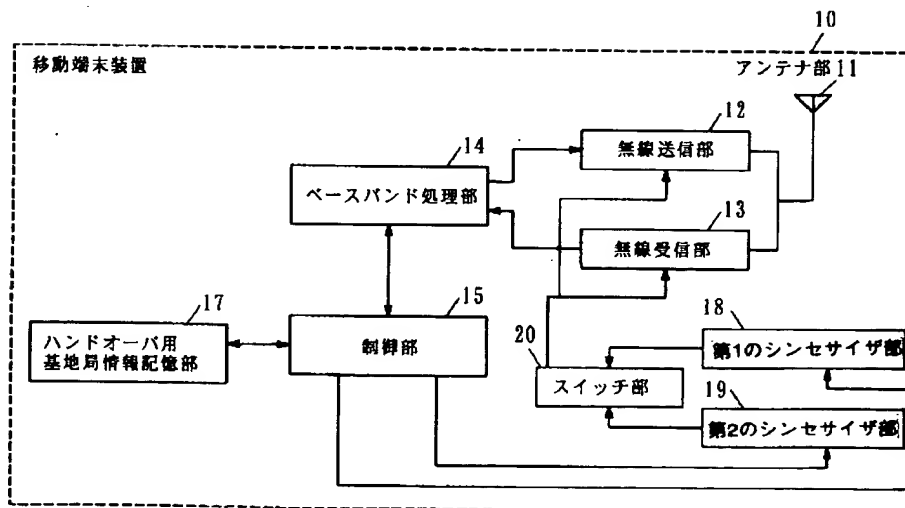 10
移動端末装置
アンテナ部 11
12
無線送信部
14
ベースバンド処理部
13
無線受信部
17
ハンドオーバ用
基地局情報記憶部
15
制御部
18
第1のシンセサイザ部
20
スイッチ部
19
第2のシンセサイザ部